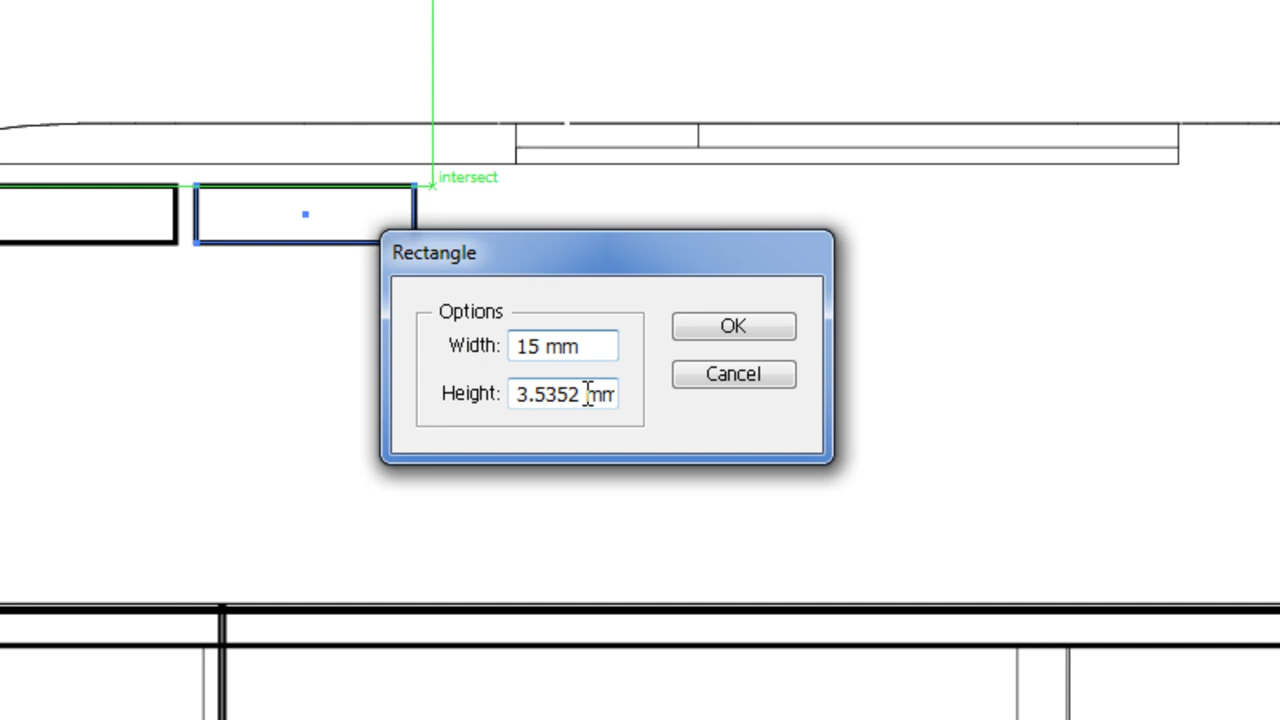 intersect
Rectangle
Options
Width: 15 mm
Height: 3.5352 mm
OK
Cancel